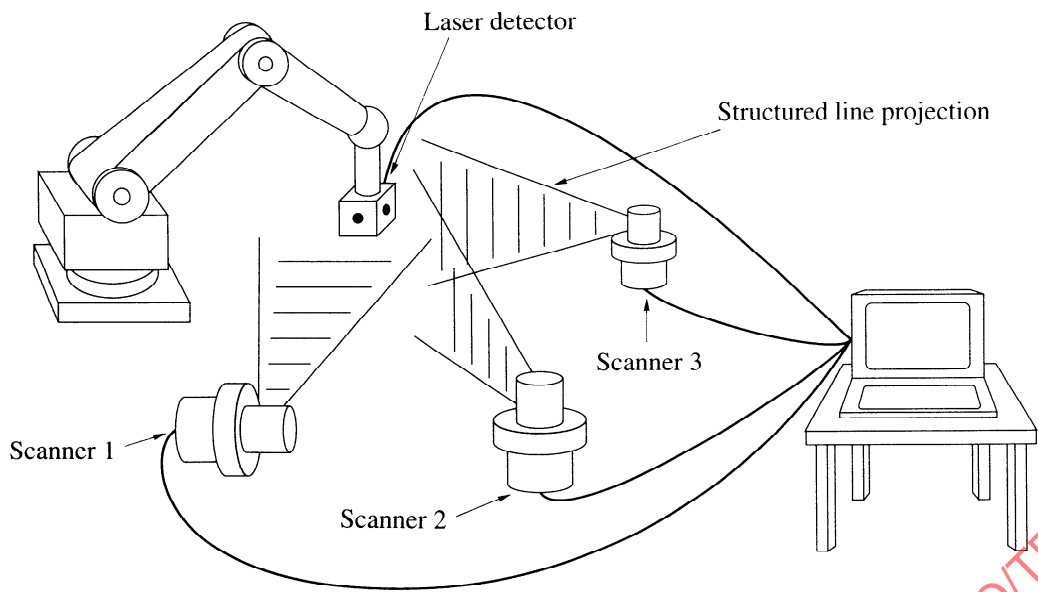 Laser detector
Structured line projection
Scanner 3
Scanner 1
Scanner 2